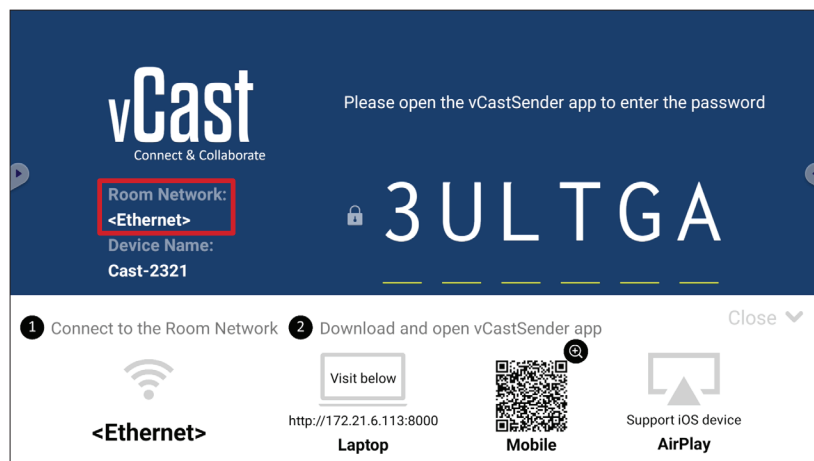 vCast
Connect & Collaborate
Please open the vCastSender app to enter the password
Room Network:
<Ethernet>
3ULTGA
Device Name:
Cast-2321
1 Connect to the Room Network
2 Download and open vCastSender app
Close
Visit below
<Ethernet>
http://172.21.6.113:8000
Laptop
Mobile
Support iOS device
AirPlay